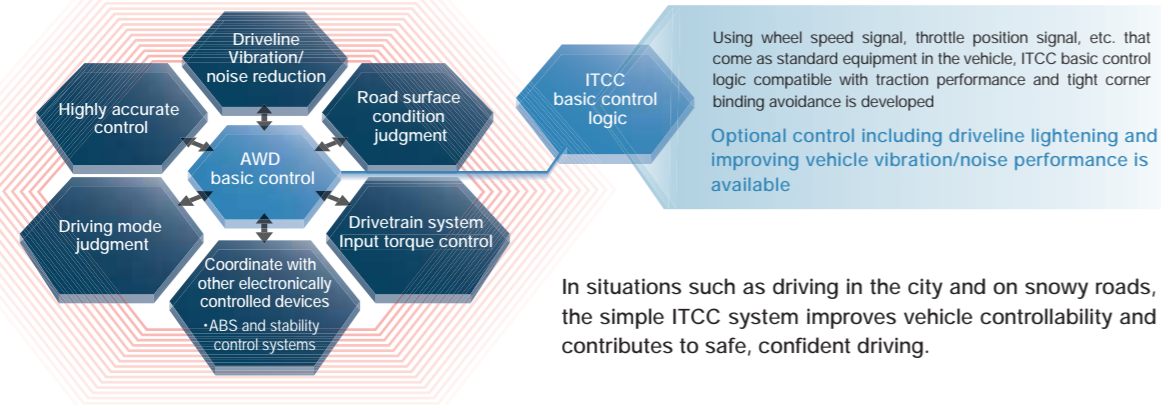 Driveline
Vibration/
noise reduction
Highly accurate
control
Road surface
condition
judgment
AWD
basic control
Driving mode
judgment
Drivetrain system
Input torque control
Coordinate with
other electronically
controlled devices
・ABS and stability
control systems
ITCC
basic control
logic
Using wheel speed signal, throttle position signal, etc. that
come as standard equipment in the vehicle, ITCC basic control
logic compatible with traction performance and tight corner
binding avoidance is developed
Optional control including driveline lightening and
improving vehicle vibration/noise performance is
available
In situations such as driving in the city and on snowy roads,
the simple ITCC system improves vehicle controllability and
contributes to safe, confident driving.